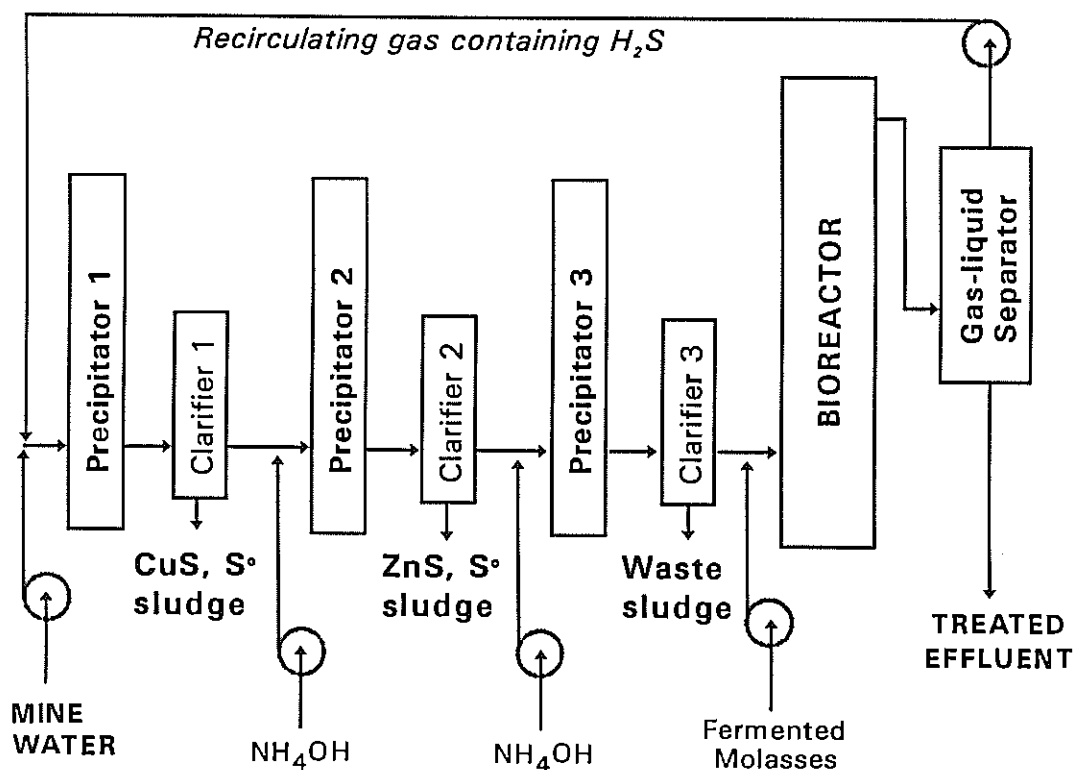 Recirculating gas containing H₂S
Precipitator 1
Clarifier 1
Precipitator 2
Clarifier 2
Precipitator 3
Clarifier 3
BIOREACTOR
Gas-liquid
Separator
CuS, S°
sludge
ZnS, S°
sludge
Waste
sludge
TREATED
EFFLUENT
MINE
WATER
NH₄OH
NH₄OH
Fermented
Molasses